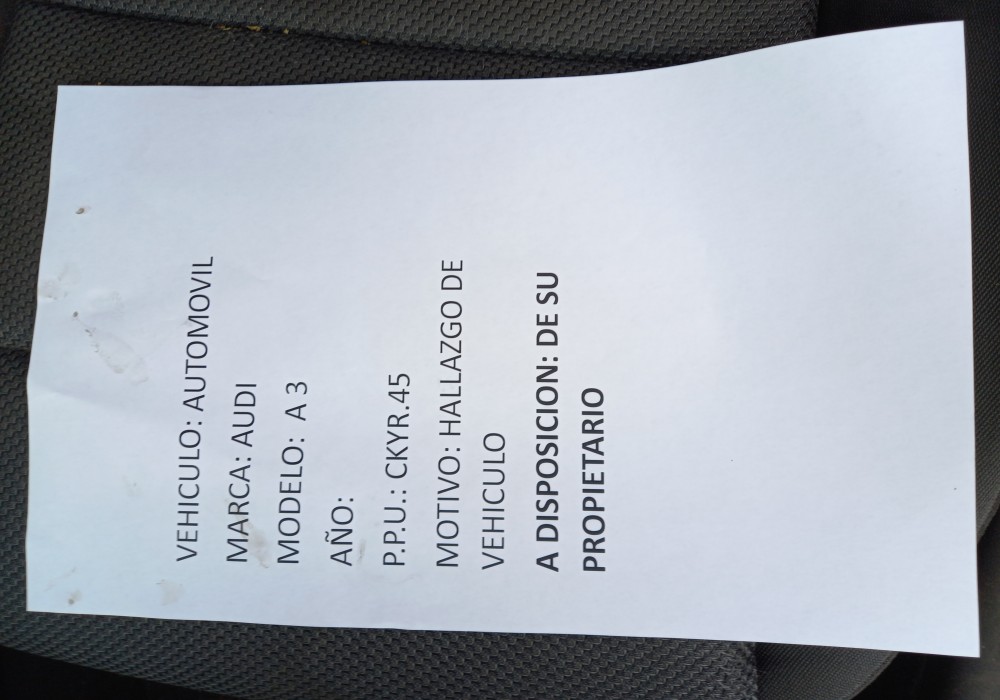 VEHICULO: AUTOMOVIL
MARCA: AUDI
MODELO: A 3
AÑO:
P.P.U.: CKYR.45
MOTIVO: HALLAZGO DE
VEHICULO
A DISPOSICION: DE SU
PROPIETARIO